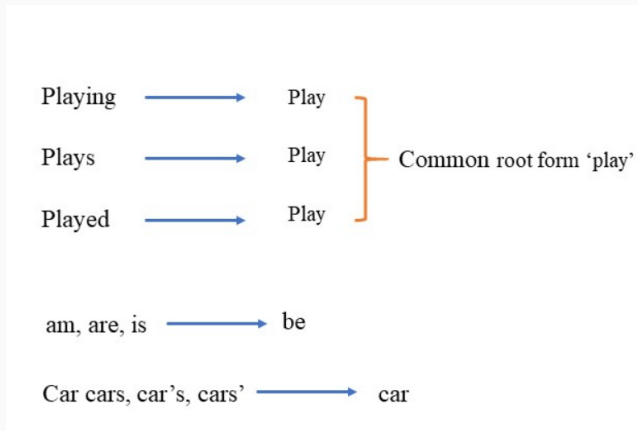 Playing Play
Plays Play Common root form ‘play’
Played Play
am, are, is be
Car cars, car’s, cars’ car